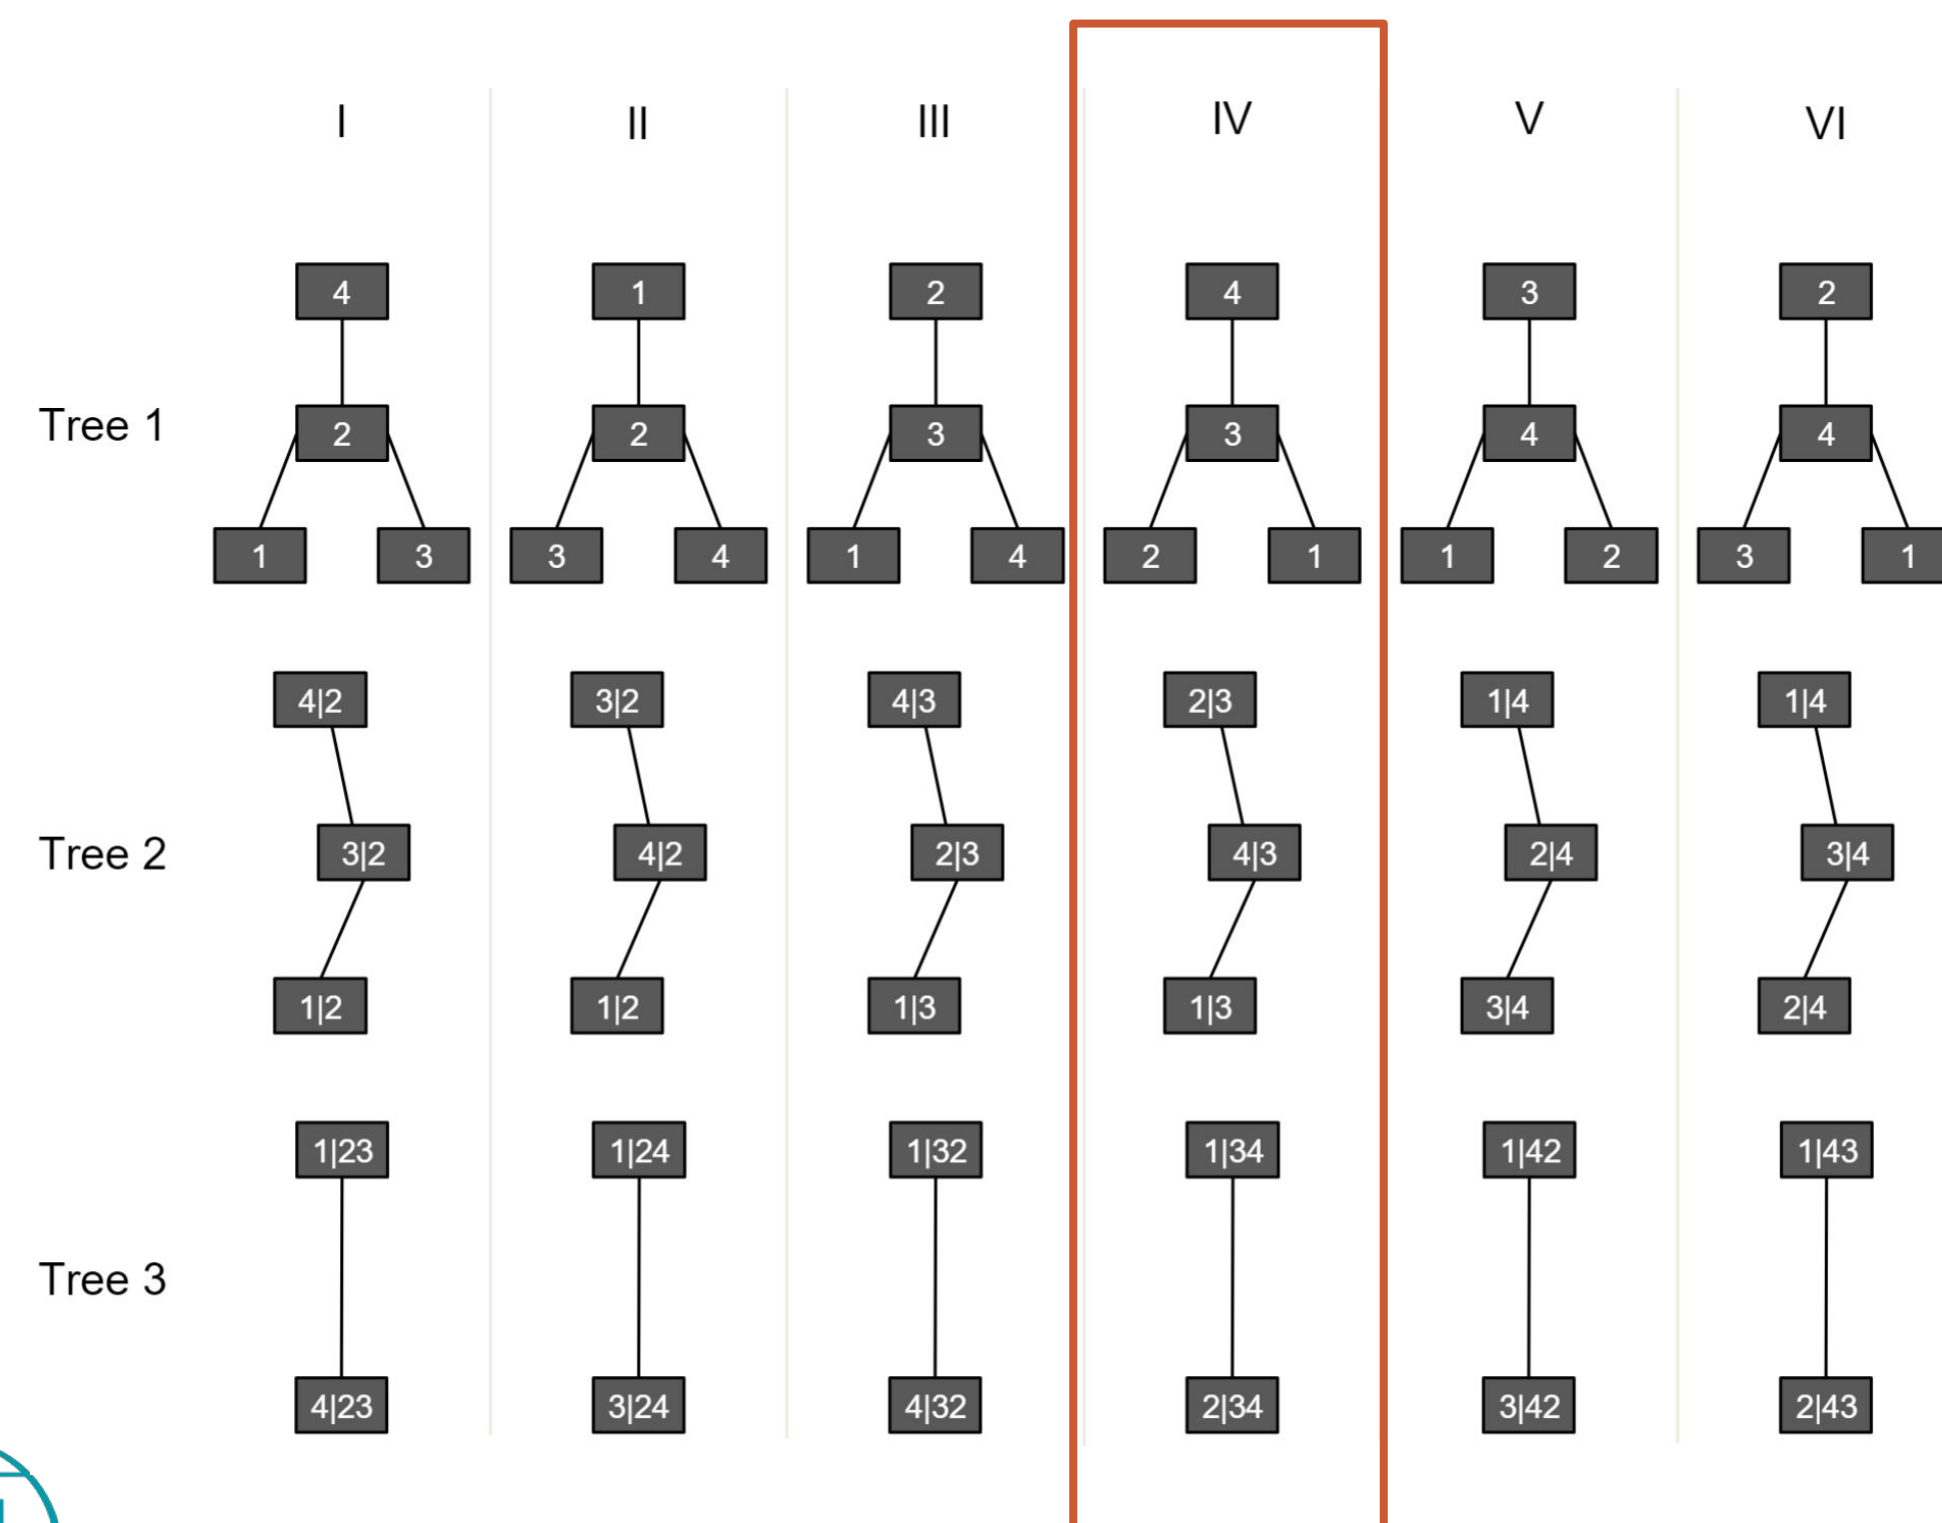 I II III IV V VI
4 1 2 4 3 2
Tree 1
2 2 3 3 4 4
1 3 3 4 1 4 2 1 1 2 3 1
4|2 3|2 4|3 2|3 1|4 1|4
Tree 2
3|2 4|2 2|3 4|3 2|4 3|4
1|2 1|2 1|3 1|3 3|4 2|4
1|23 1|24 1|32 1|34 1|42 1|43
Tree 3
4|23 3|24 4|32 2|34 3|42 2|43